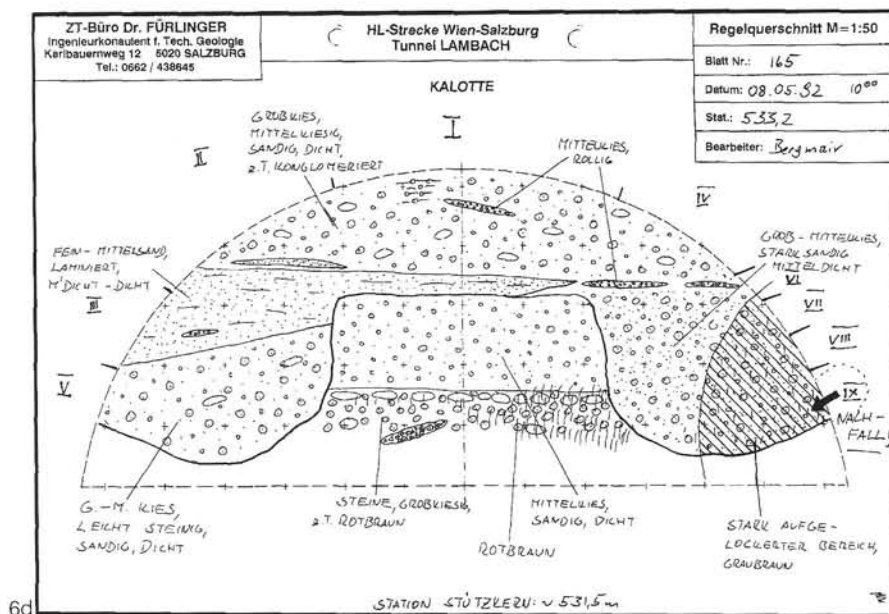 ZT-Büro Dr. FÜRLINGER
Ingenieurkonsulent f. Tech. Geologie
Karlbauernweg 12 5020 SALZBURG
Tel.: 0662 / 438645
HL-Strecke Wien-Salzburg
Tunnel LAMBACH
Regelquerschnitt M=1:50
Blatt Nr.: 165
Datum: 08.05.92 10⁰⁰
Stat.: 533,2
Bearbeiter: Bergmair
KALOTTE
GROBKIES,
MITTELKIESIG,
SANDIG, DICHT,
z.T. KONGLOMERIERT
I
II
MITTELKIES,
ROLLIG
IV
FEIN-MITTELSAND,
LAMINIERT,
M'DICHT-DICHT
III
GROB-MITTELKIES,
STARK SANDIG
MITTELDICHT
VI
VII
VIII
V
IX
NACH-
FALL
G.-M. KIES,
LEICHT STEINIG,
SANDIG, DICHT
STEINE, GROBKIESIG,
z.T. ROTBRAUN
ROTBRAUN
MITTELKIES,
SANDIG, DICHT
STARK AUFGE-
LOCKERTER BEREICH,
GRAUBRAUN
STATION STÜTZKERN: ~ 531,5 m
6d